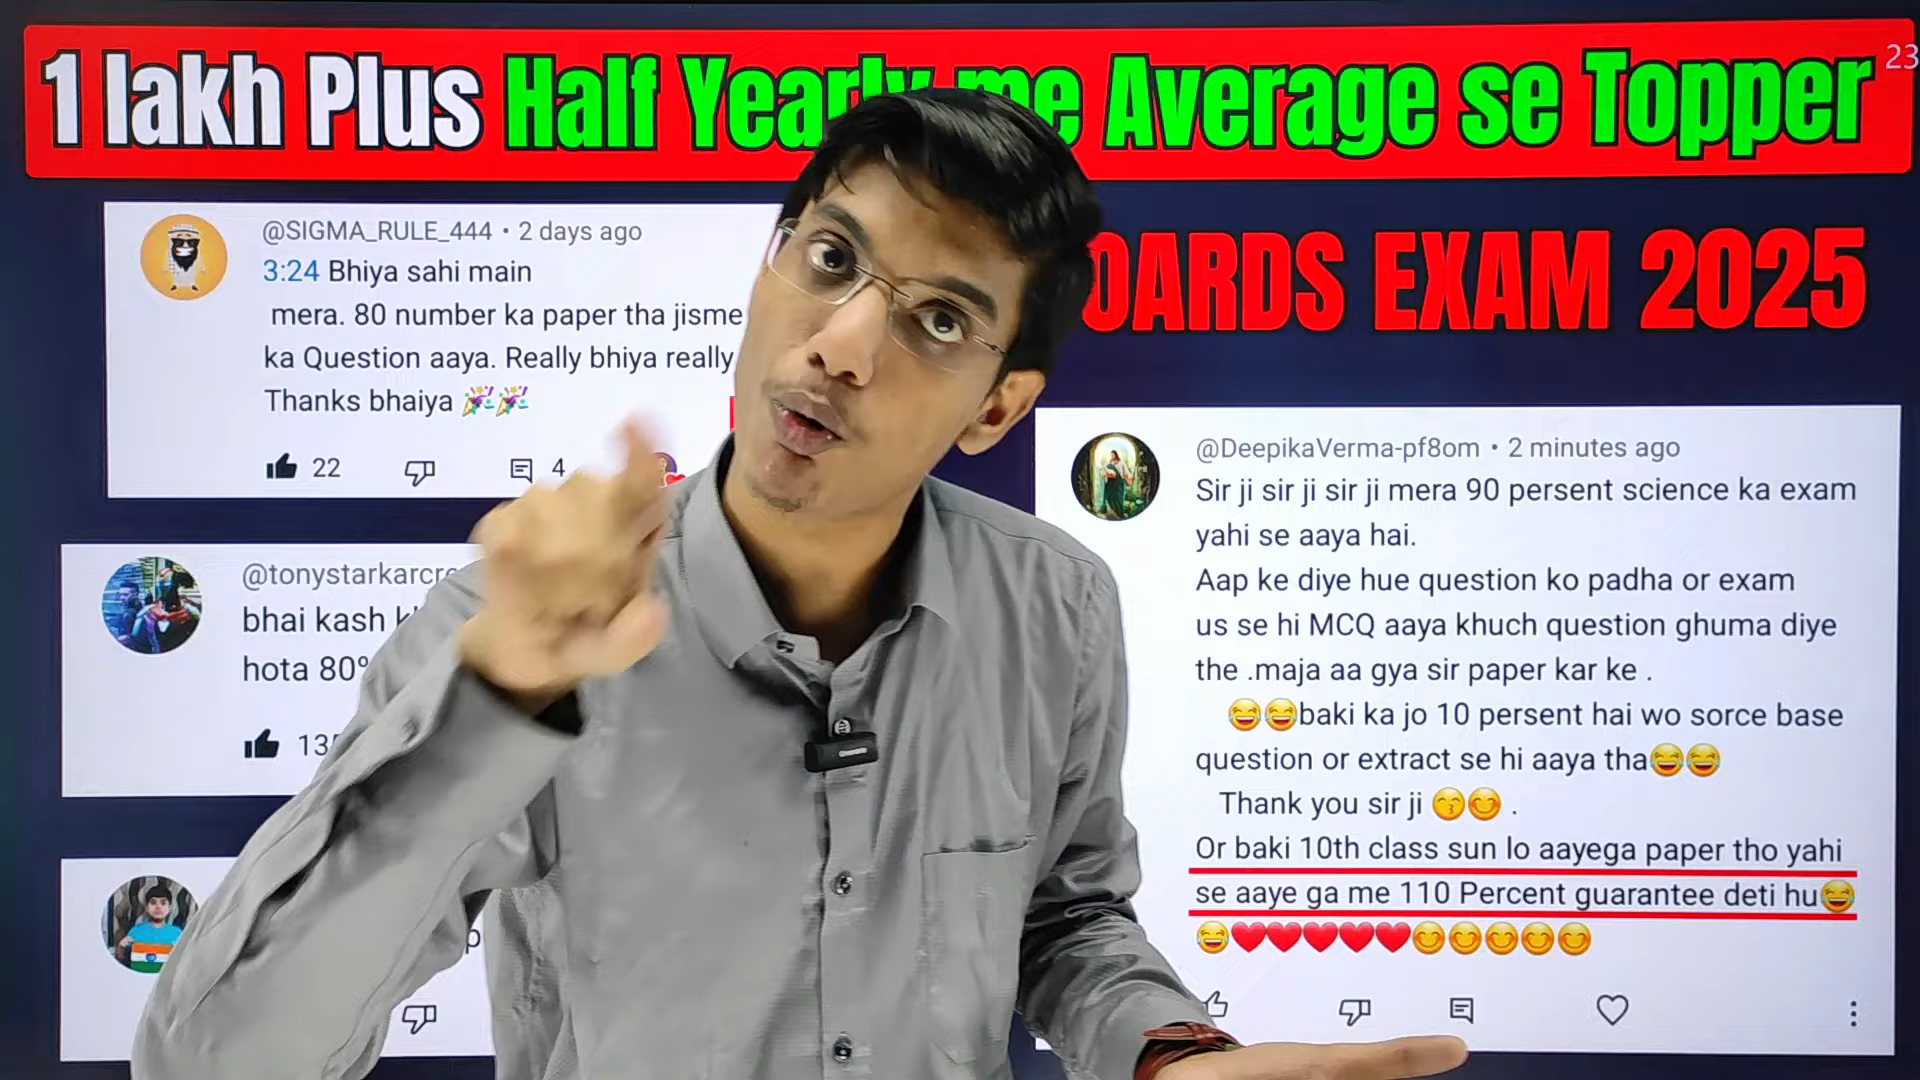 1 lakh Plus Half Yearly me Average se Topper
23
@SIGMA_RULE_444 • 2 days ago
3:24 Bhiya sahi main
mera. 80 number ka paper tha jisme
ka Question aaya. Really bhiya really
Thanks bhaiya 🎉🎉
22
4
OARDS EXAM 2025
@tonystarkarcre
bhai kash k
hota 80%
13
p
@DeepikaVerma-pf8om • 2 minutes ago
Sir ji sir ji sir ji mera 90 persent science ka exam
yahi se aaya hai.
Aap ke diye hue question ko padha or exam
us se hi MCQ aaya khuch question ghuma diye
the .maja aa gya sir paper kar ke .
😂😂baki ka jo 10 persent hai wo sorce base
question or extract se hi aaya tha😂😂
Thank you sir ji 😙😊 .
Or baki 10th class sun lo aayega paper tho yahi
se aaye ga me 110 Percent guarantee deti hu😂
😂❤️❤️❤️❤️❤️😊😊😊😊😊